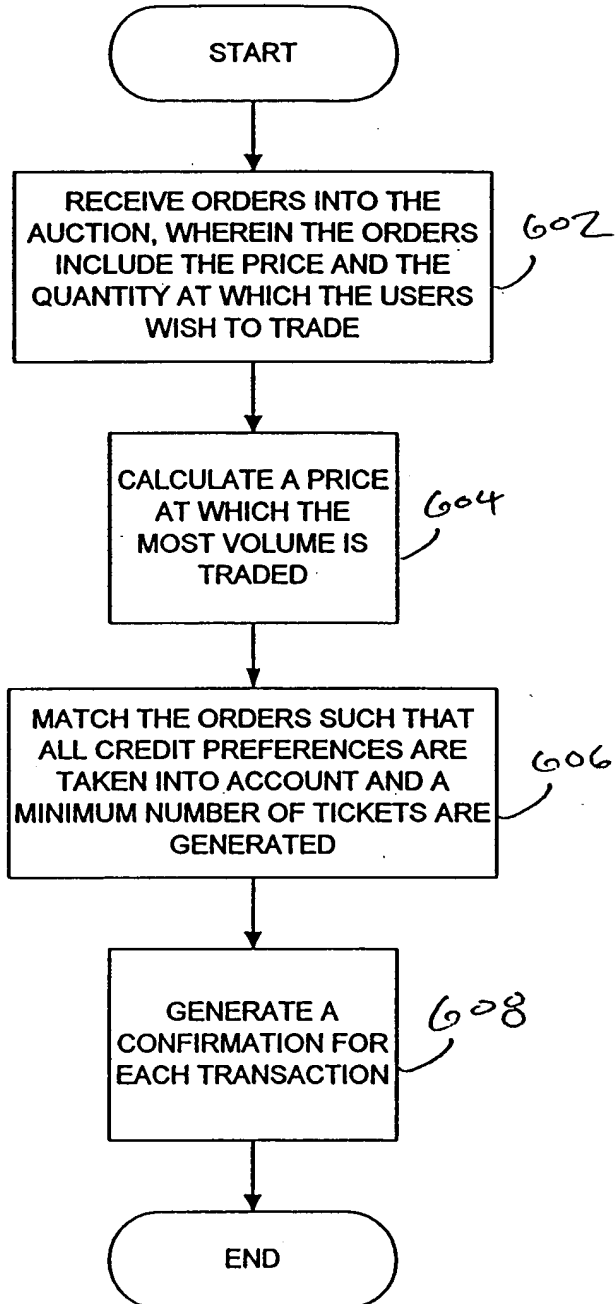 START
RECEIVE ORDERS INTO THE
AUCTION, WHEREIN THE ORDERS
INCLUDE THE PRICE AND THE
QUANTITY AT WHICH THE USERS
WISH TO TRADE
602
CALCULATE A PRICE
AT WHICH THE
MOST VOLUME IS
TRADED
604
MATCH THE ORDERS SUCH THAT
ALL CREDIT PREFERENCES ARE
TAKEN INTO ACCOUNT AND A
MINIMUM NUMBER OF TICKETS ARE
GENERATED
606
GENERATE A
CONFIRMATION FOR
EACH TRANSACTION
608
END